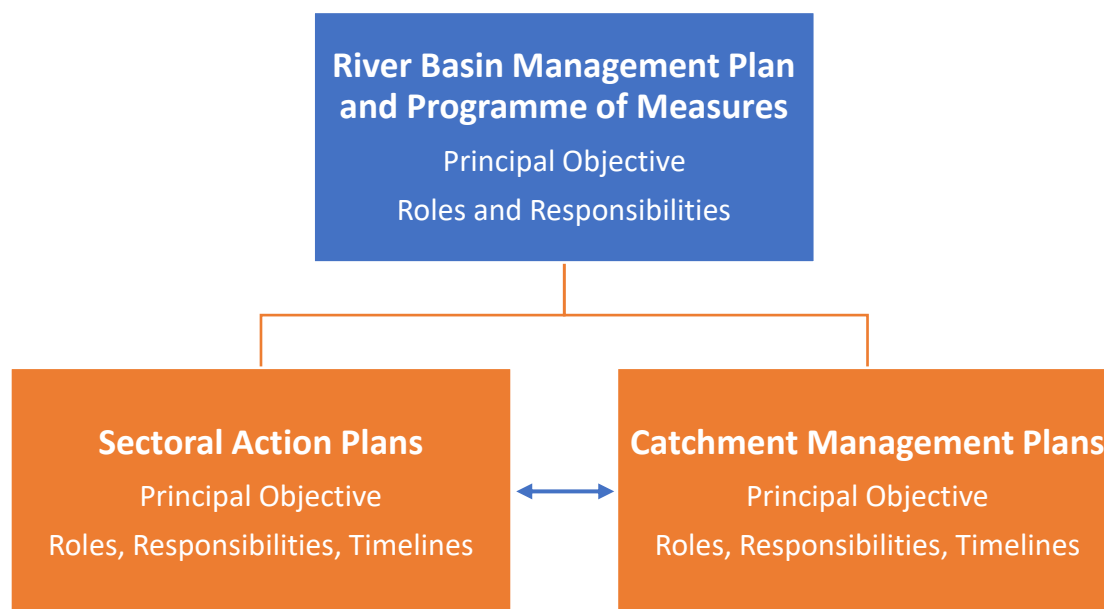 River Basin Management Plan
and Programme of Measures
Principal Objective
Roles and Responsibilities
Sectoral Action Plans
Principal Objective
Roles, Responsibilities, Timelines
Catchment Management Plans
Principal Objective
Roles, Responsibilities, Timelines